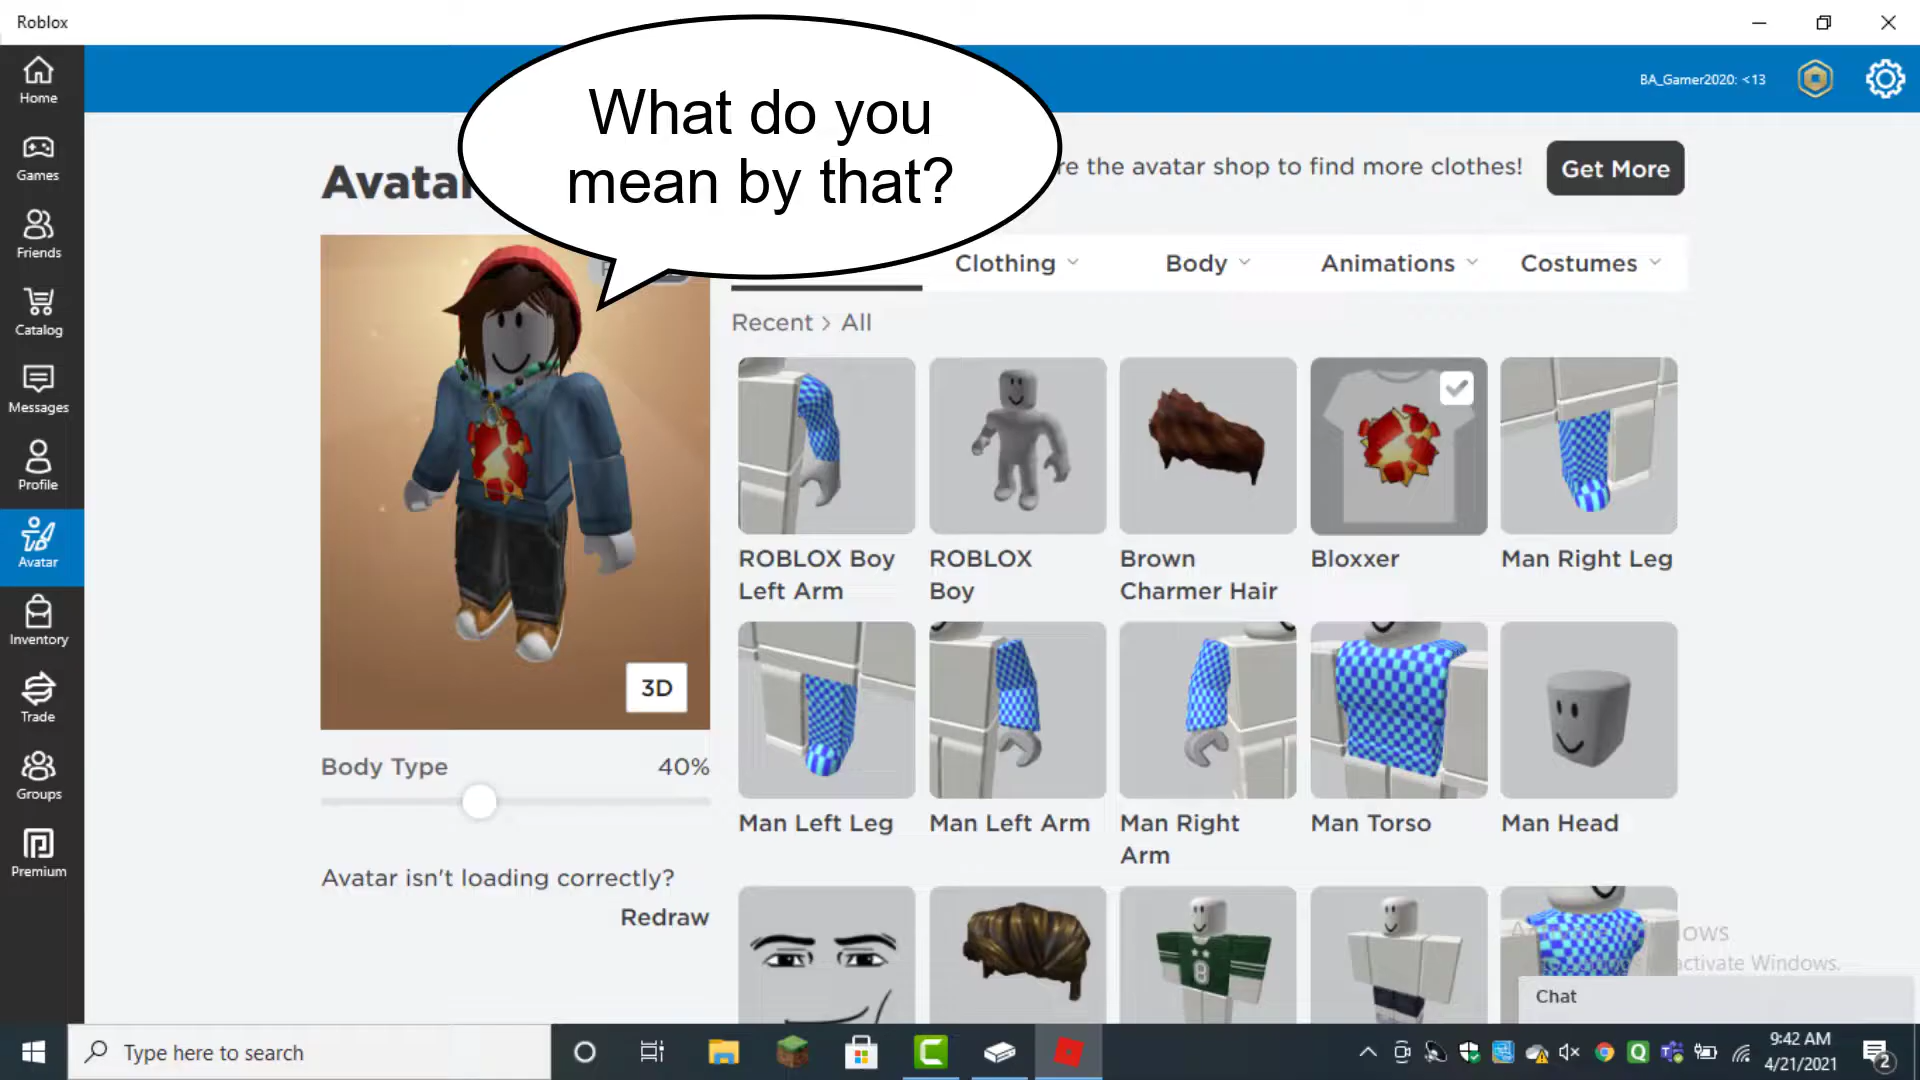 Roblox
What do you
mean by that?
BA_Gamer2020: <13
Home
Games
Friends
Catalog
Messages
Profile
Avatar
Inventory
Trade
Groups
Premium
Avatar
the avatar shop to find more clothes!
Get More
Clothing
Body
Animations
Costumes
Recent > All
3D
Body Type 40%
Avatar isn't loading correctly?
Redraw
ROBLOX Boy
Left Arm
ROBLOX
Boy
Brown
Charmer Hair
Bloxxer
Man Right Leg
Man Left Leg
Man Left Arm
Man Right
Arm
Man Torso
Man Head
activate Windows.
Chat
Type here to search
9:42 AM
4/21/2021
2